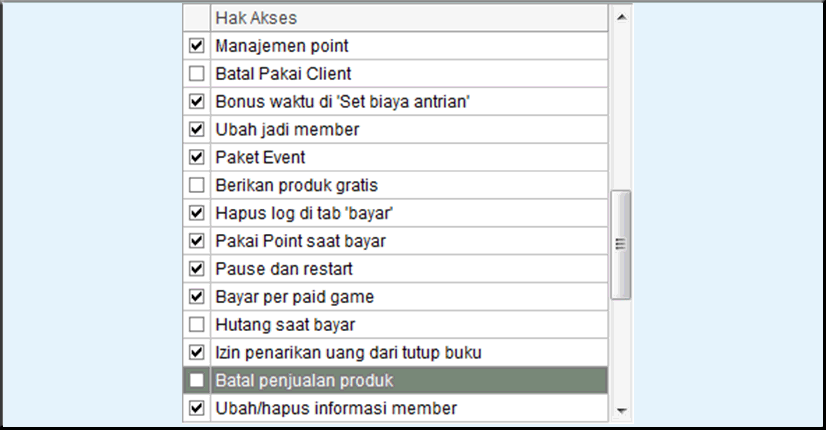 Hak Akses
Manajemen point
Batal Pakai Client
Bonus waktu di 'Set biaya antrian'
Ubah jadi member
Paket Event
Berikan produk gratis
Hapus log di tab 'bayar'
Pakai Point saat bayar
Pause dan restart
Bayar per paid game
Hutang saat bayar
Izin penarikan uang dari tutup buku
Batal penjualan produk
Ubah/hapus informasi member